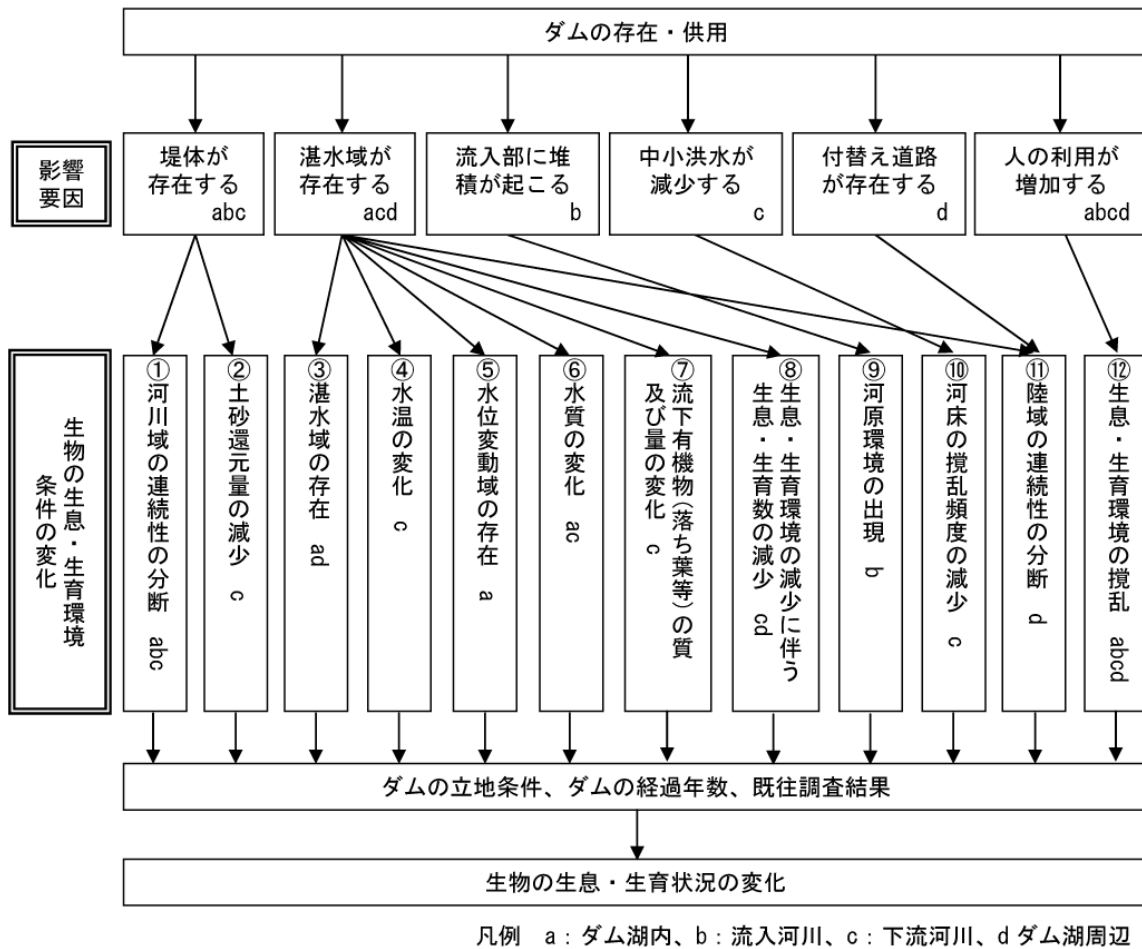 ダムの存在・供用
影響
要因
堤体が
存在する
abc
湛水域が
存在する
acd
流入部に堆
積が起こる
b
中小洪水が
減少する
c
付替え道路
が存在する
d
人の利用が
増加する
abcd
生物の生息・生育環境
条件の変化
①河川域の連続性の分断 abc
②土砂還元量の減少 c
③湛水域の存在 ad
④水温の変化 c
⑤水位変動域の存在 a
⑥水質の変化 ac
⑦流下有機物(落ち葉等)の質
及び量の変化 c
⑧生息・生育環境の減少に伴う
生息・生育数の減少 cd
⑨河原環境の出現 b
⑩河床の撹乱頻度の減少 c
⑪陸域の連続性の分断 d
⑫生息・生育環境の撹乱 abcd
ダムの立地条件、ダムの経過年数、既往調査結果
生物の生息・生育状況の変化
凡例 a:ダム湖内、b:流入河川、c:下流河川、d ダム湖周辺